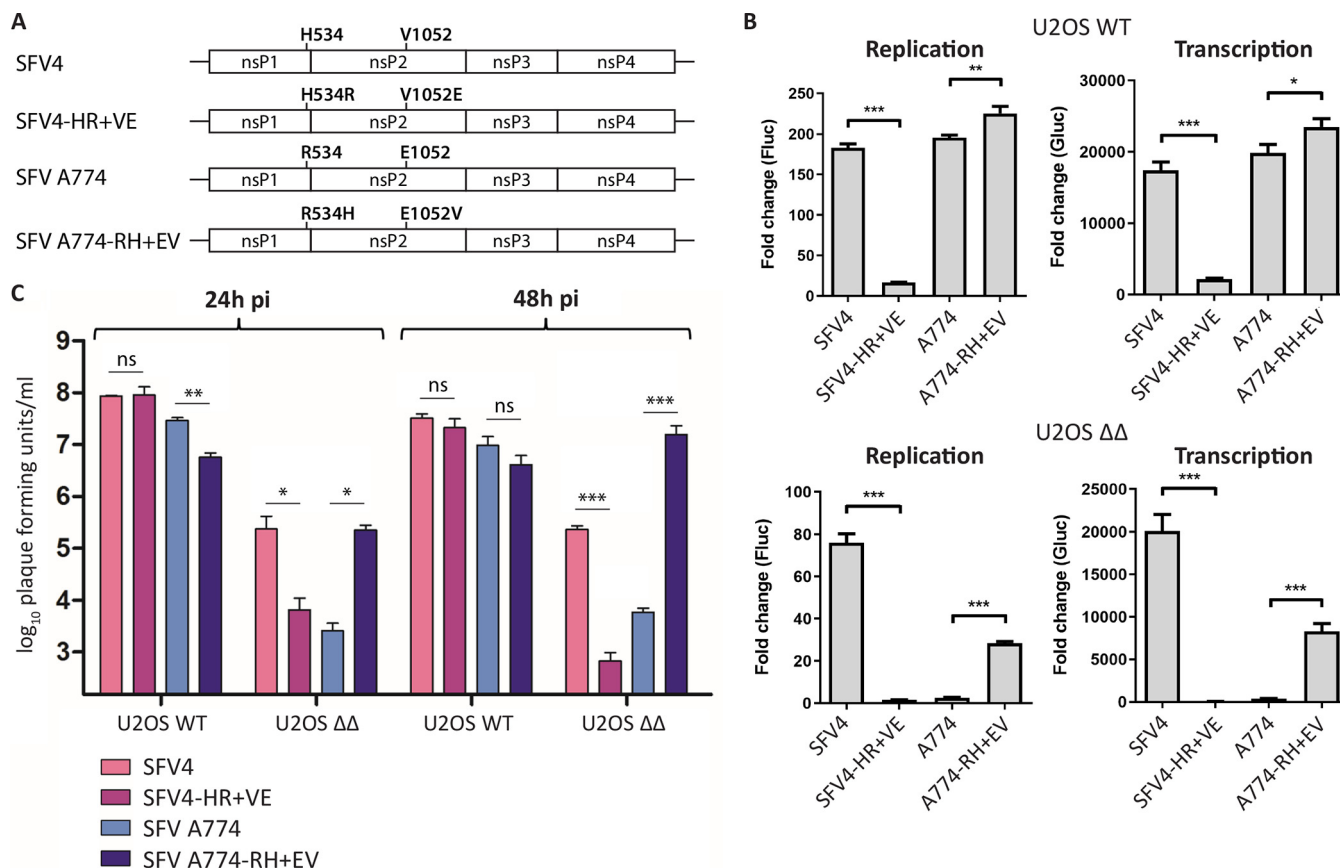 A
H534 V1052
SFV4 nsP1 nsP2 nsP3 nsP4
H534R V1052E
SFV4-HR+VE nsP1 nsP2 nsP3 nsP4
R534 E1052
SFV A774 nsP1 nsP2 nsP3 nsP4
R534H E1052V
SFV A774-RH+EV nsP1 nsP2 nsP3 nsP4
B
U2OS WT
Replication
Fold change (Fluc)
250
200
150
100
50
0
***
**
SFV4
SFV4-HR+VE
A774
A774-RH+EV
Transcription
Fold change (Gluc)
30000
20000
10000
0
***
*
SFV4
SFV4-HR+VE
A774
A774-RH+EV
U2OS ΔΔ
Replication
Fold change (Fluc)
100
80
60
40
20
0
***
***
SFV4
SFV4-HR+VE
A774
A774-RH+EV
Transcription
Fold change (Gluc)
25000
20000
15000
10000
5000
0
***
***
SFV4
SFV4-HR+VE
A774
A774-RH+EV
C
24h pi 48h pi
log10 plaque forming units/ml
9
8
7
6
5
4
3
ns
**
*
*
ns
ns
***
***
U2OS WT U2OS ΔΔ U2OS WT U2OS ΔΔ
SFV4
SFV4-HR+VE
SFV A774
SFV A774-RH+EV